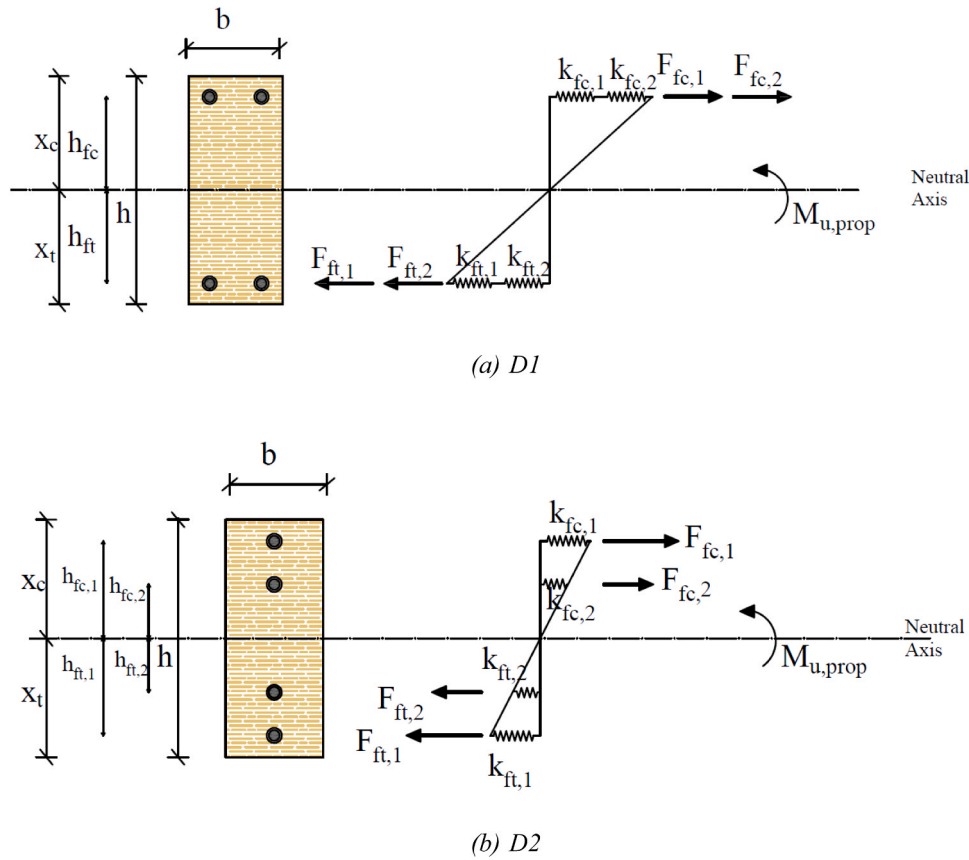 b
k_fc,1 k_fc,2 F_fc,1 F_fc,2
x_c h_fc
h
Neutral
Axis
M_u,prop
x_t h_ft
F_ft,1 F_ft,2 k_ft,1 k_ft,2
(a) D1
b
k_fc,1
F_fc,1
x_c h_fc,1 h_fc,2
k_fc,2 F_fc,2
Neutral
Axis
h_ft,1 h_ft,2 h
M_u,prop
x_t
k_ft,2
F_ft,2
F_ft,1
k_ft,1
(b) D2